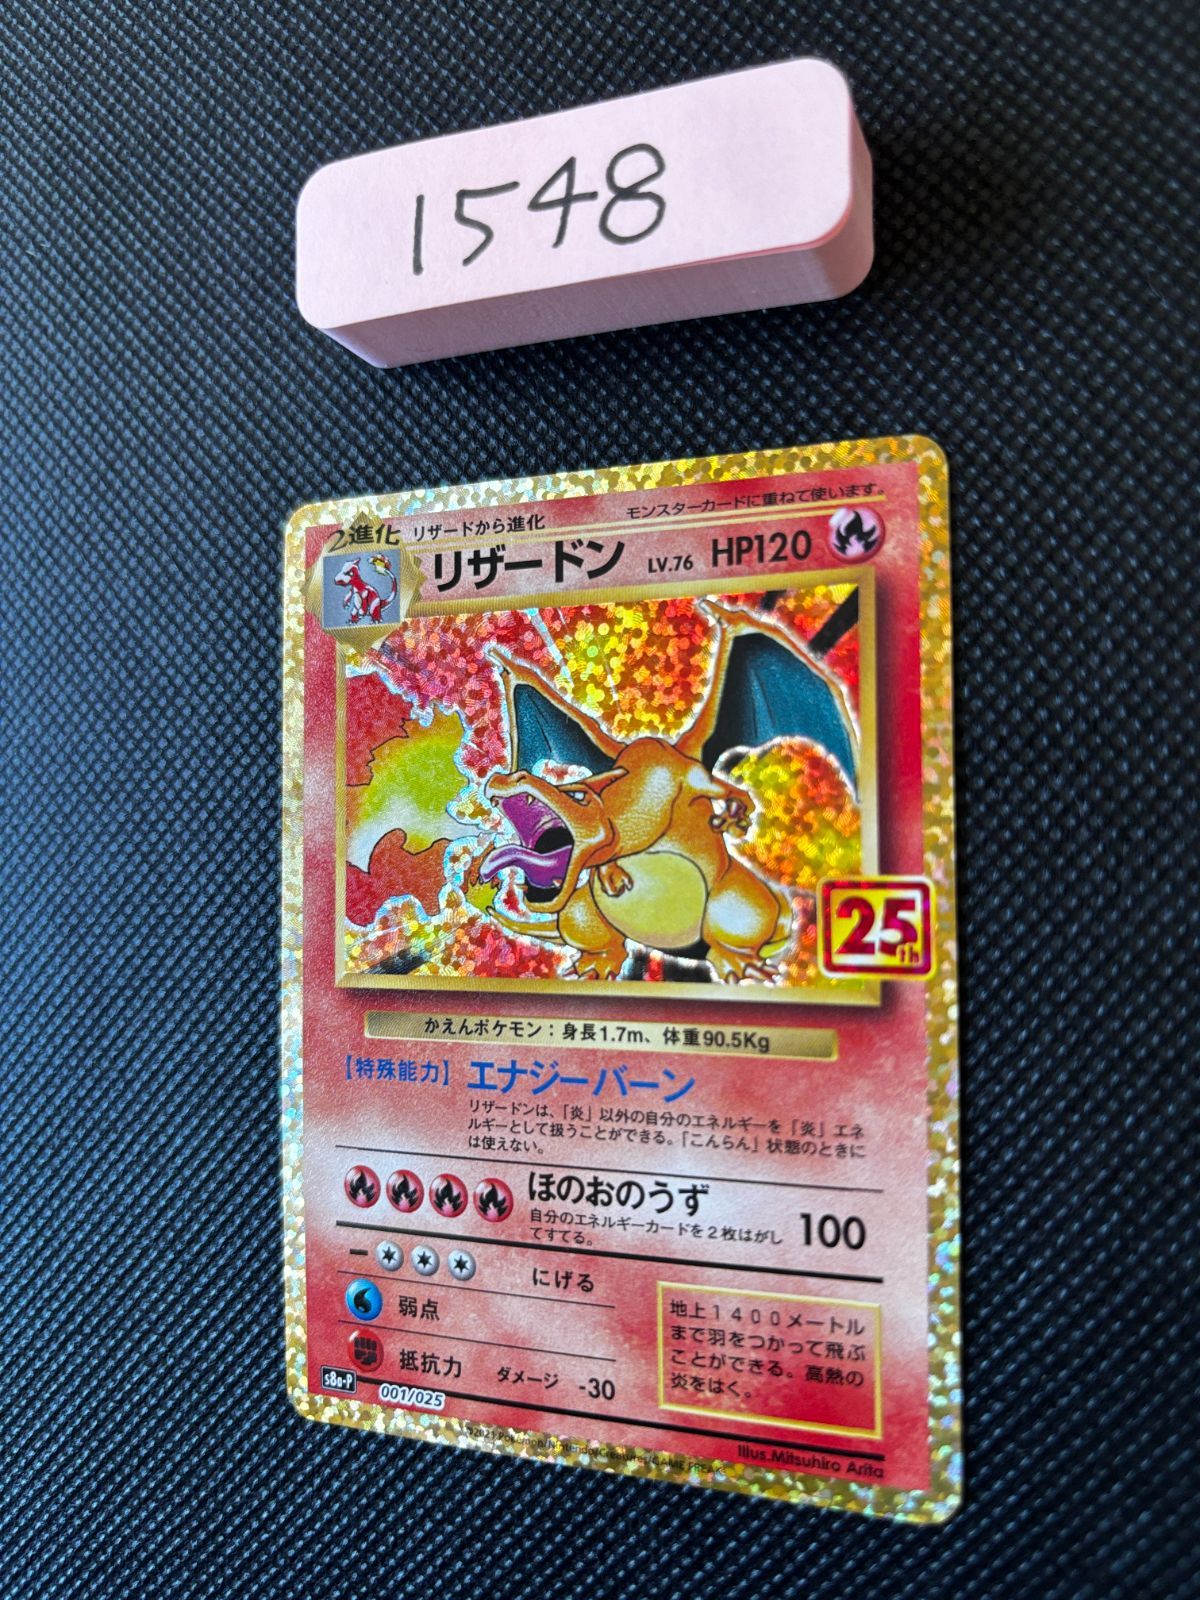 1548
モンスターカードに重ねて使います。
2進化 リザードから進化
リザードン LV.76 HP120
25th
かえんポケモン:身長1.7m、体重90.5Kg
【特殊能力】 エナジーバーン
リザードンは、「炎」以外の自分のエネルギーを「炎」エネ
ルギーとして扱うことができる。「こんらん」状態のときに
は使えない。
ほのおのうず 100
自分のエネルギーカードを2枚はがし
てすてる。
にげる
弱点
抵抗力 ダメージ -30
地上1400メートル
まで羽をつかって飛ぶ
ことができる。高熱の
炎をはく。
s8a-P 001/025
Illus.Mitsuhiro Arita
©2021 Pokémon/Nintendo/Creatures/GAME FREAK